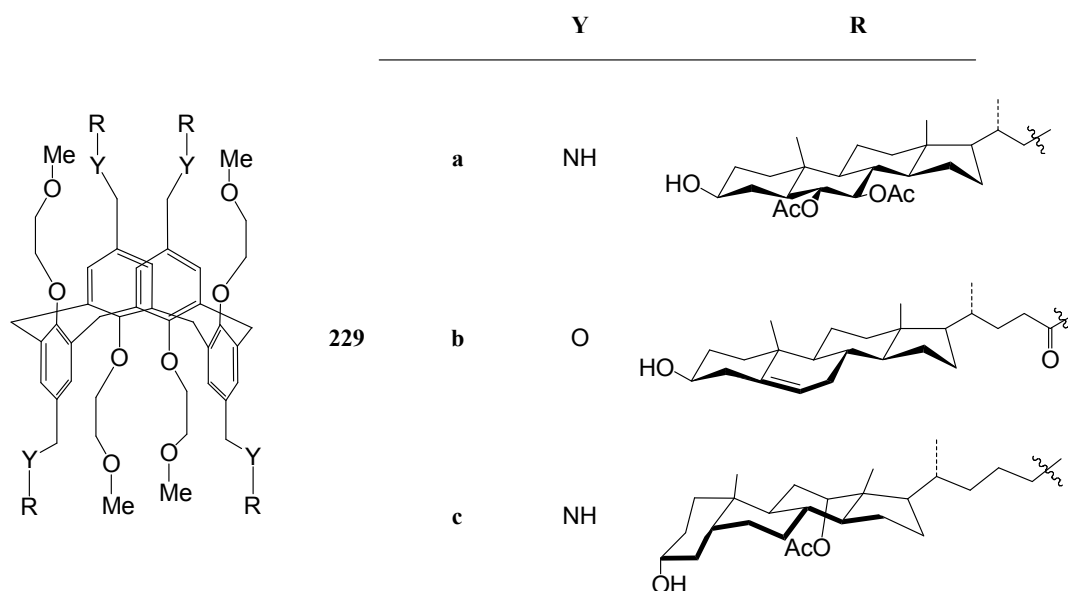 Y R
R R
Me Y Y Me
O O
a NH
HO AcO OAc
O O
229 b O
O O
HO O
Y O O Y
R Me Me R
c NH
AcO
OH